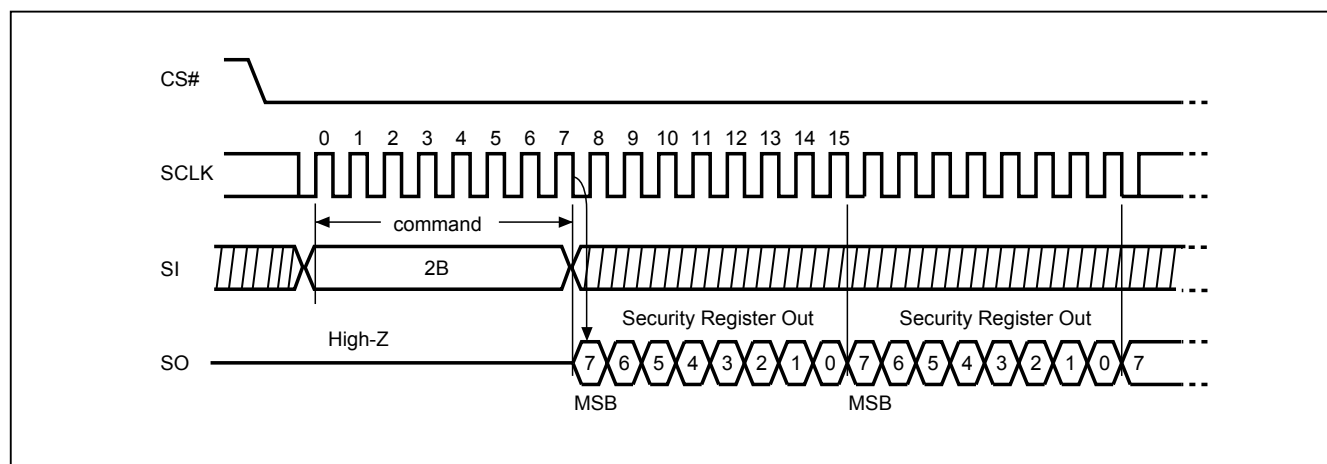 CS#
0 1 2 3 4 5 6 7 8 9 10 11 12 13 14 15
SCLK
command
SI
2B
Security Register Out Security Register Out
High-Z
SO
7 6 5 4 3 2 1 0 7 6 5 4 3 2 1 0 7
MSB MSB